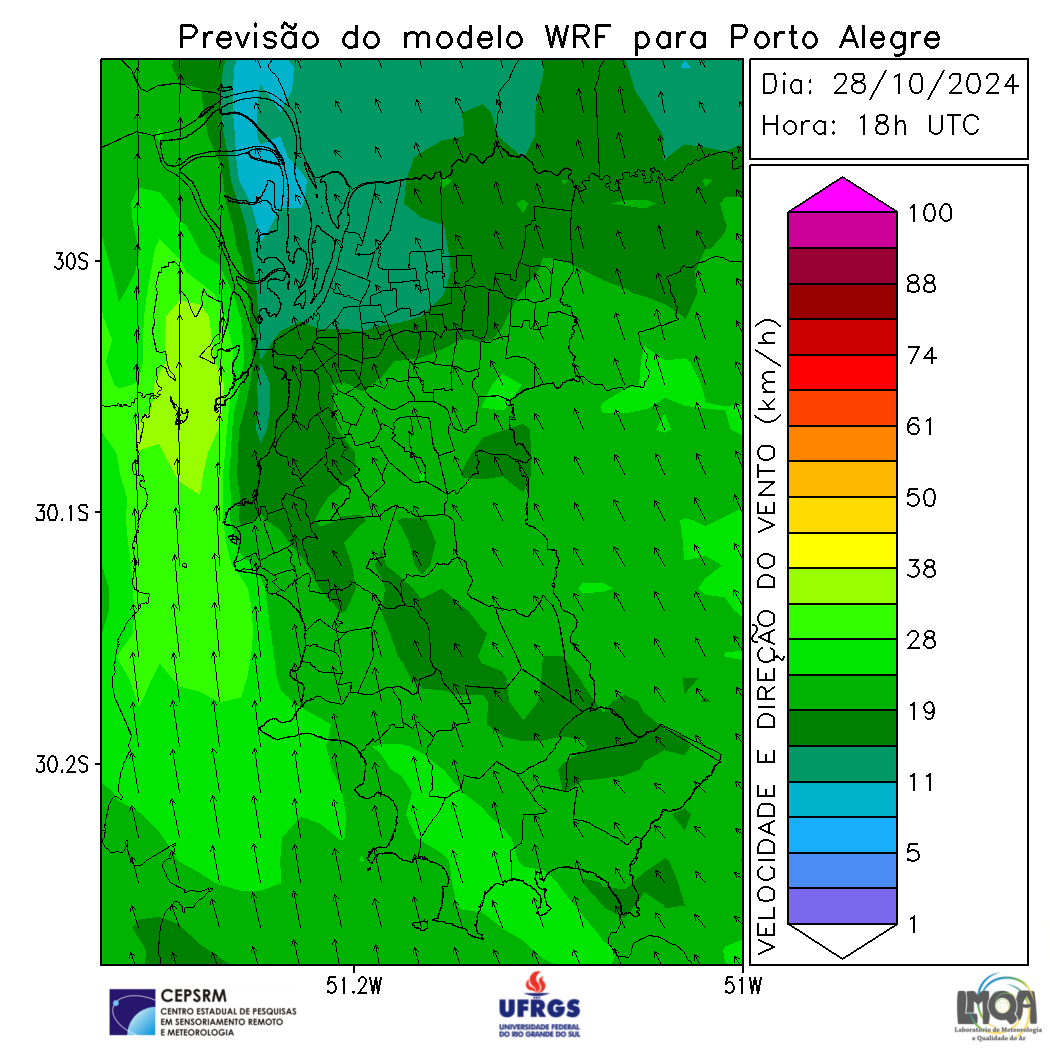 Previsão do modelo WRF para Porto Alegre
Dia: 28/10/2024
Hora: 18h UTC
30S
30.1S
30.2S
51.2W
51W
VELOCIDADE E DIREÇÃO DO VENTO (km/h)
100
88
74
61
50
38
28
19
11
5
1
CEPSRM
CENTRO ESTADUAL DE PESQUISAS
EM SENSORIAMENTO REMOTO
E METEOROLOGIA
UFRGS
UNIVERSIDADE FEDERAL
DO RIO GRANDE DO SUL
LMQA
Laboratório de Meteorologia
e Qualidade do Ar